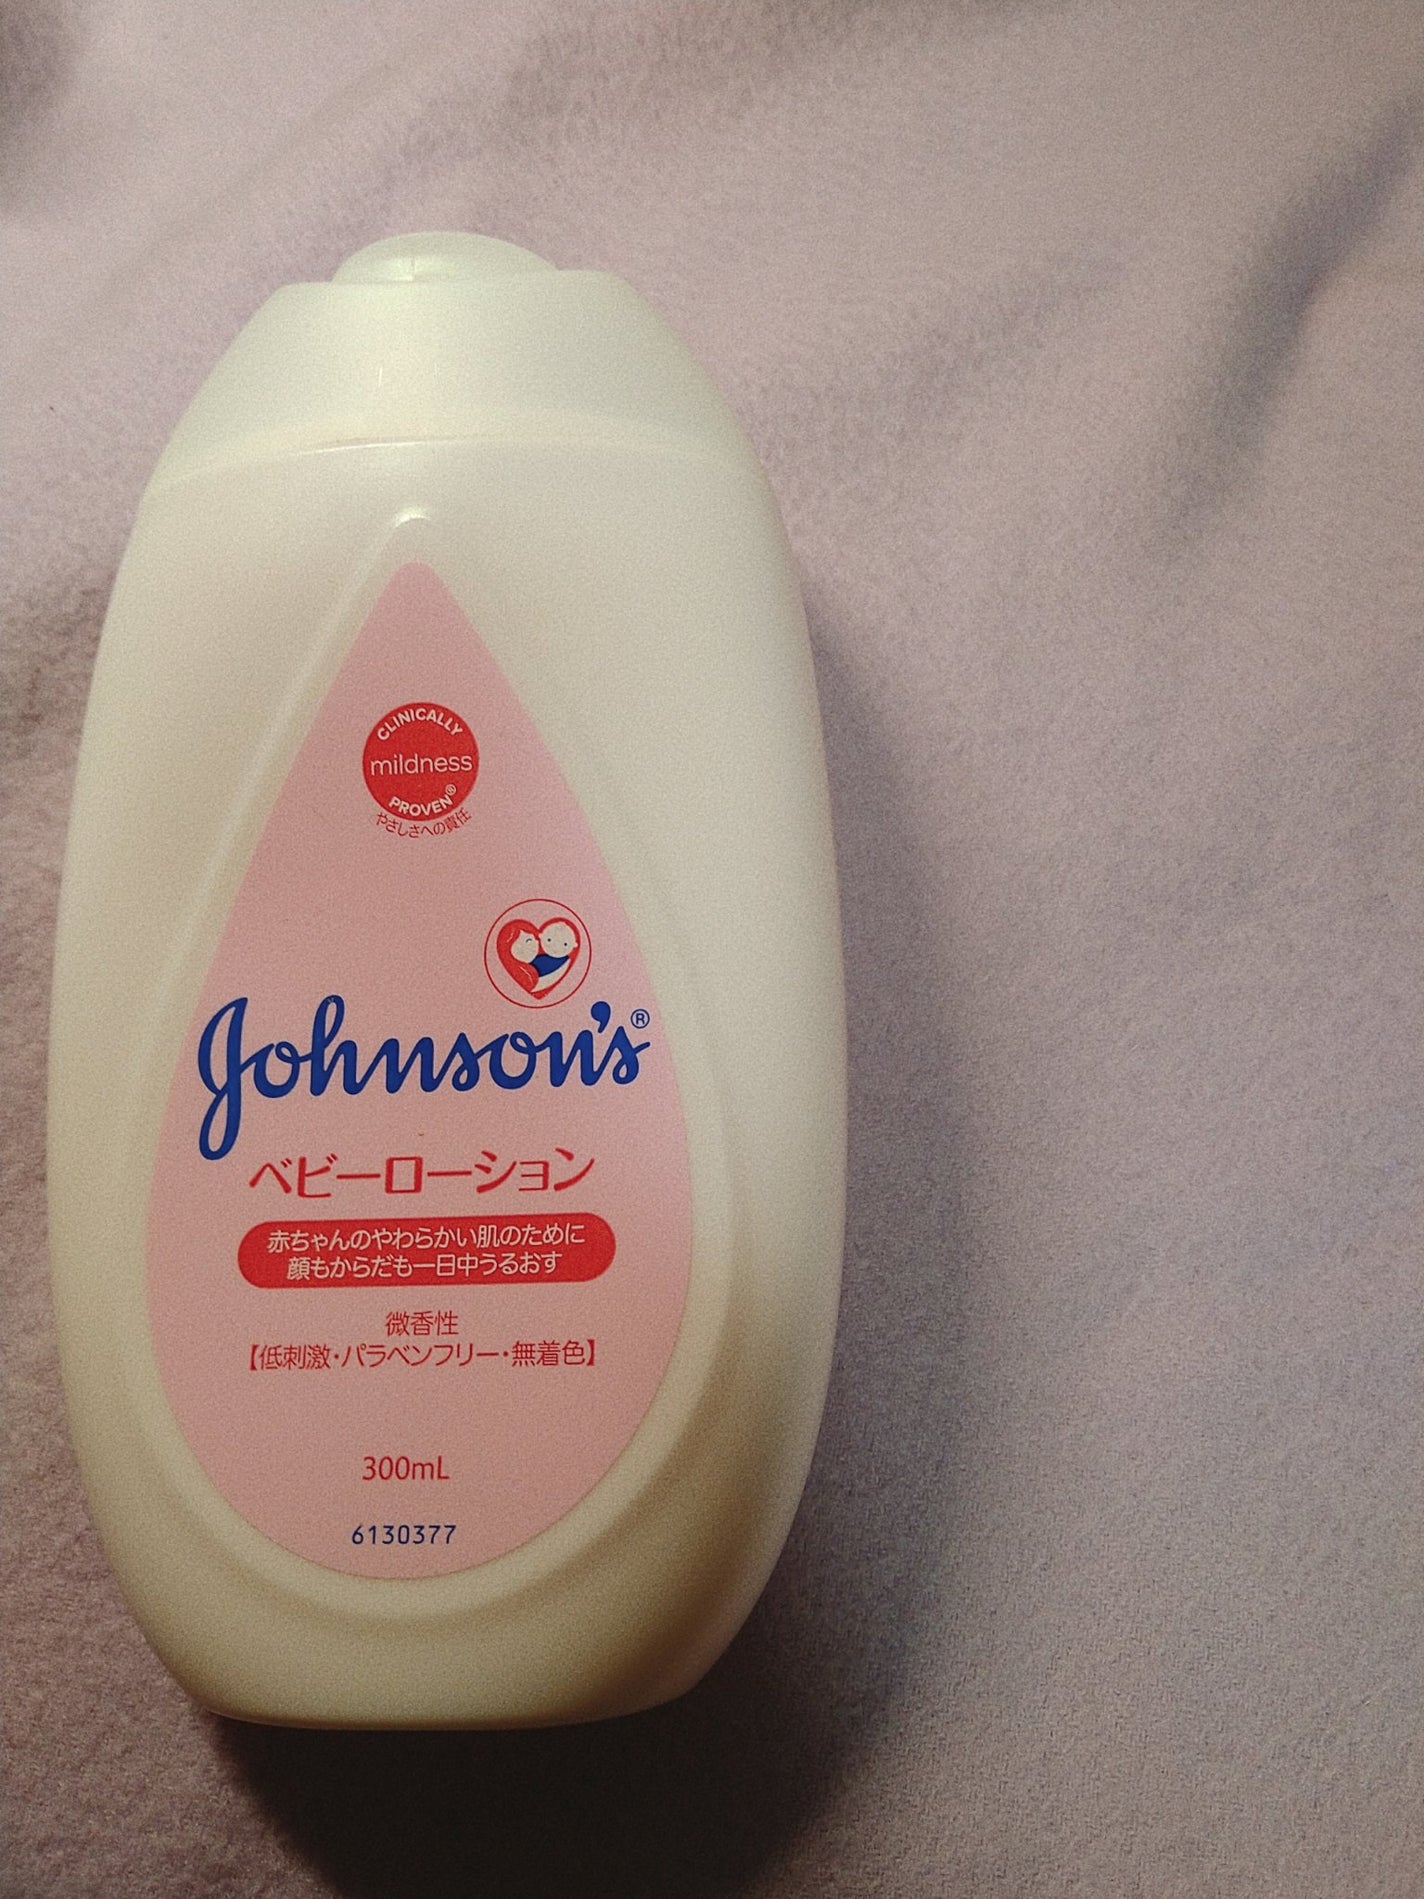 CLINICALLY
mildness
PROVEN®
やさしさへの責任
Johnson's®
ベビーローション
赤ちゃんのやわらかい肌のために
顔もからだも一日中うるおす
微香性
【低刺激・パラベンフリー・無着色】
300mL
6130377